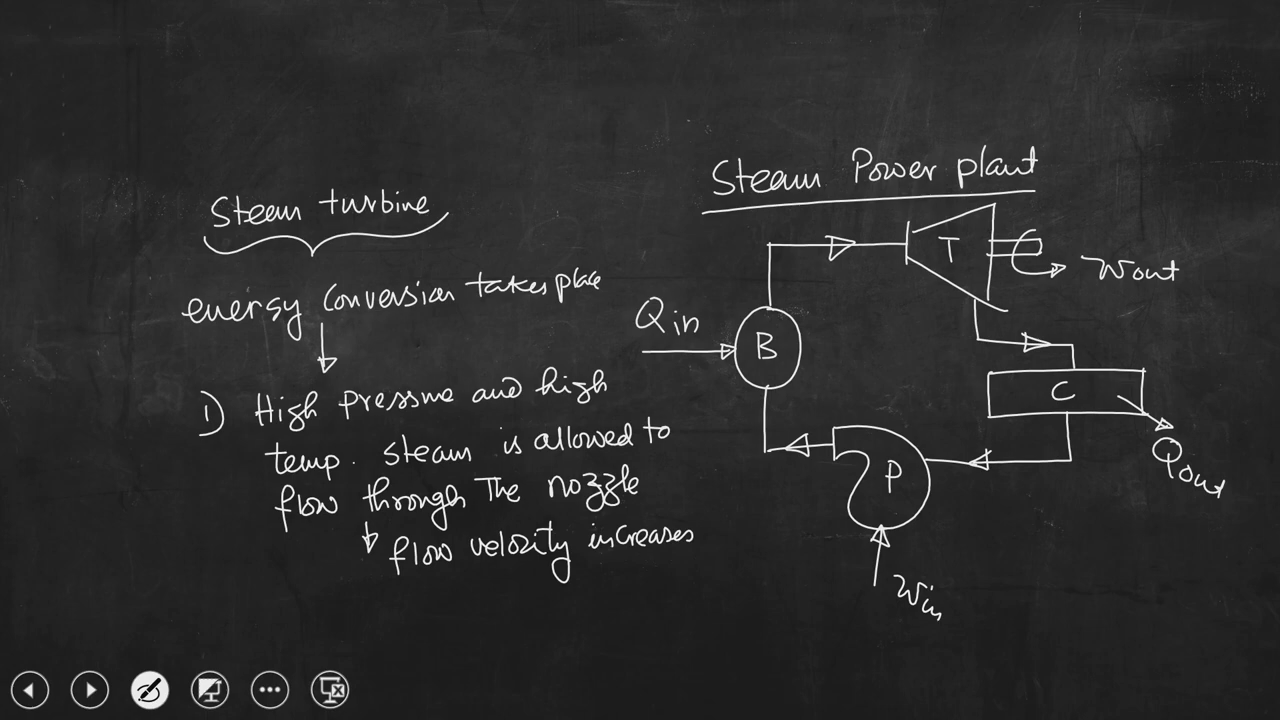 Steam turbine
energy conversion takes place
1) High pressure and high
temp. steam is allowed to
flow through The nozzle
flow velocity increases
Steam Power plant
T
Wout
Qin
B
C
Qout
P
Win